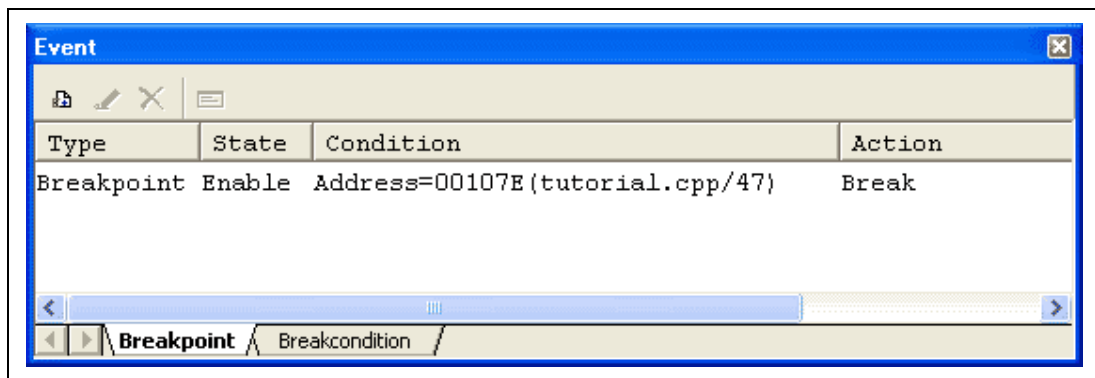 Event
Type State Condition Action
Breakpoint Enable Address=00107E(tutorial.cpp/47) Break
Breakpoint Breakcondition